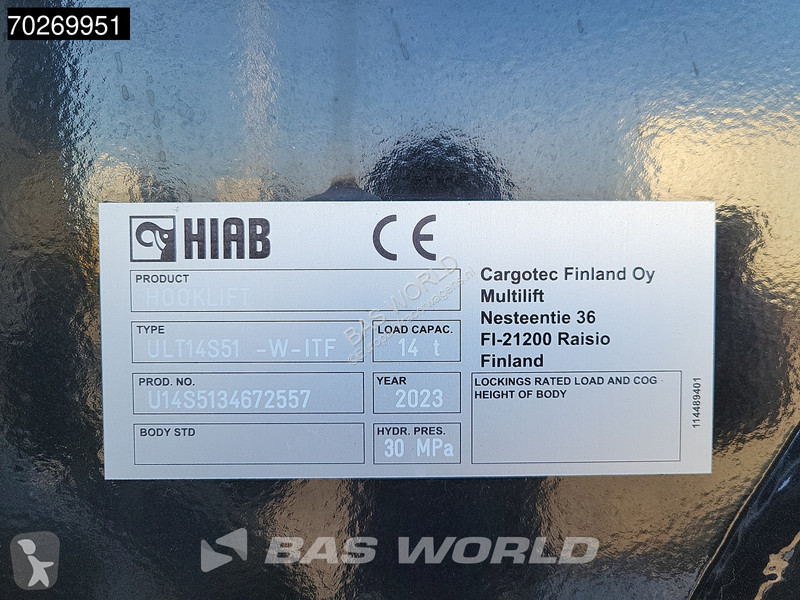 70269951
HIAB CE
PRODUCT
HOOKLIFT
TYPE
ULT14S51 -W-ITF
LOAD CAPAC.
14 t
PROD. NO.
U14S5134672557
YEAR
2023
BODY STD
HYDR. PRES.
30 MPa
Cargotec Finland Oy
Multilift
Nesteentie 36
FI-21200 Raisio
Finland
LOCKINGS RATED LOAD AND COG
HEIGHT OF BODY
114489401
BAS WORLD
BAS WORLD